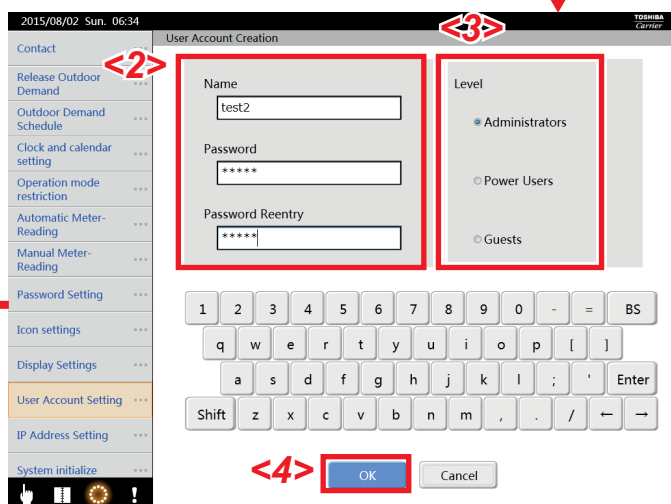 2015/08/02 Sun. 06:34
TOSHIBA
Carrier
<3>
User Account Creation
Contact
<2>
Release Outdoor
Demand
Outdoor Demand
Schedule
Clock and calendar
setting
Operation mode
restriction
Automatic Meter-
Reading
Manual Meter-
Reading
Password Setting
Icon settings
Display Settings
User Account Setting
IP Address Setting
System initialize
Name
test2
Password
*****
Password Reentry
*****
Level
Administrators
Power Users
Guests
1 2 3 4 5 6 7 8 9 0 - = BS
q w e r t y u i o p [ ]
a s d f g h j k l ; ' Enter
Shift z x c v b n m , . / ← →
<4>
OK Cancel
!